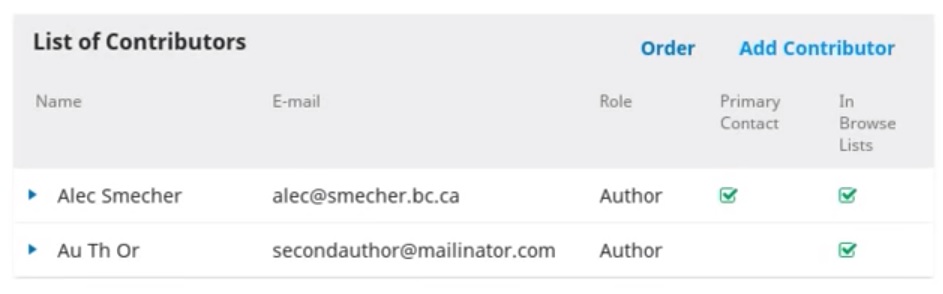 List of Contributors
Order Add Contributor
Name E-mail Role Primary Contact In Browse Lists
Alec Smecher alec@smecher.bc.ca Author
Au Th Or secondauthor@mailinator.com Author